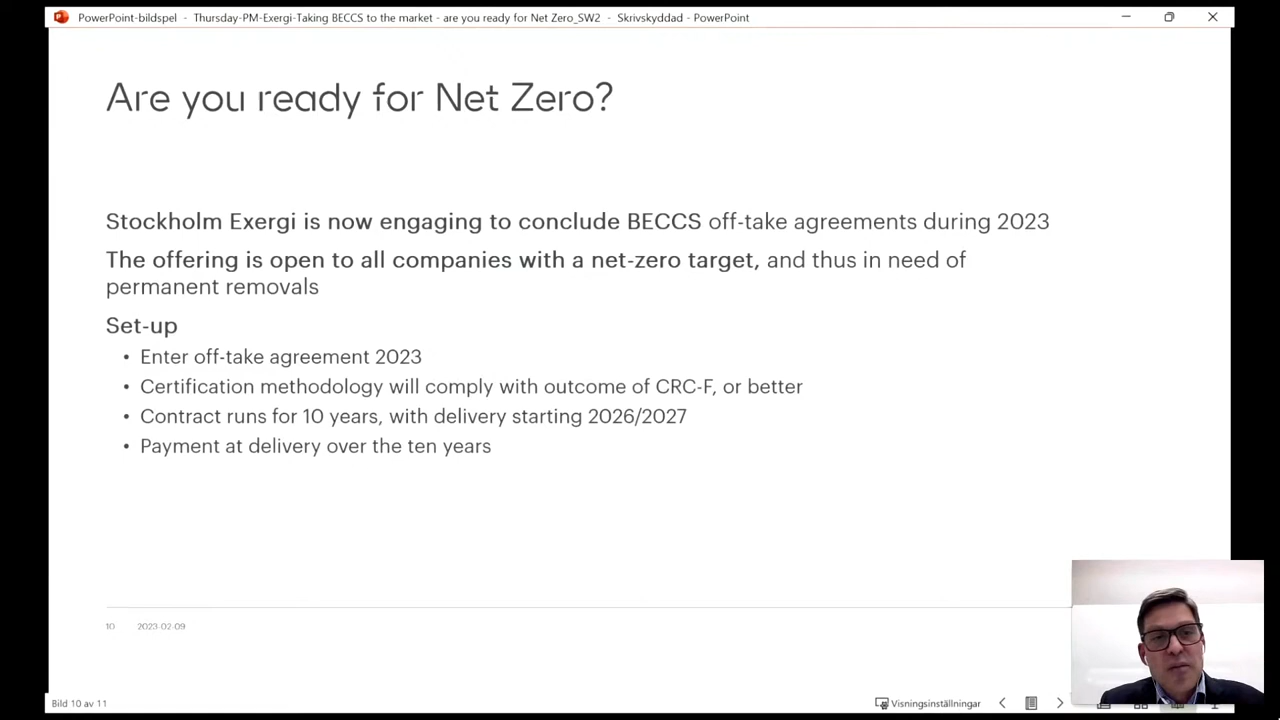 PowerPoint-bildspel - Thursday-PM-Exergi-Taking BECCS to the market - are you ready for Net Zero_SW2 - Skrivskyddad - PowerPoint
Are you ready for Net Zero?
Stockholm Exergi is now engaging to conclude BECCS off-take agreements during 2023
The offering is open to all companies with a net-zero target, and thus in need of
permanent removals
Set-up
• Enter off-take agreement 2023
• Certification methodology will comply with outcome of CRC-F, or better
• Contract runs for 10 years, with delivery starting 2026/2027
• Payment at delivery over the ten years
10 2023-02-09
Bild 10 av 11
Visningsinställningar